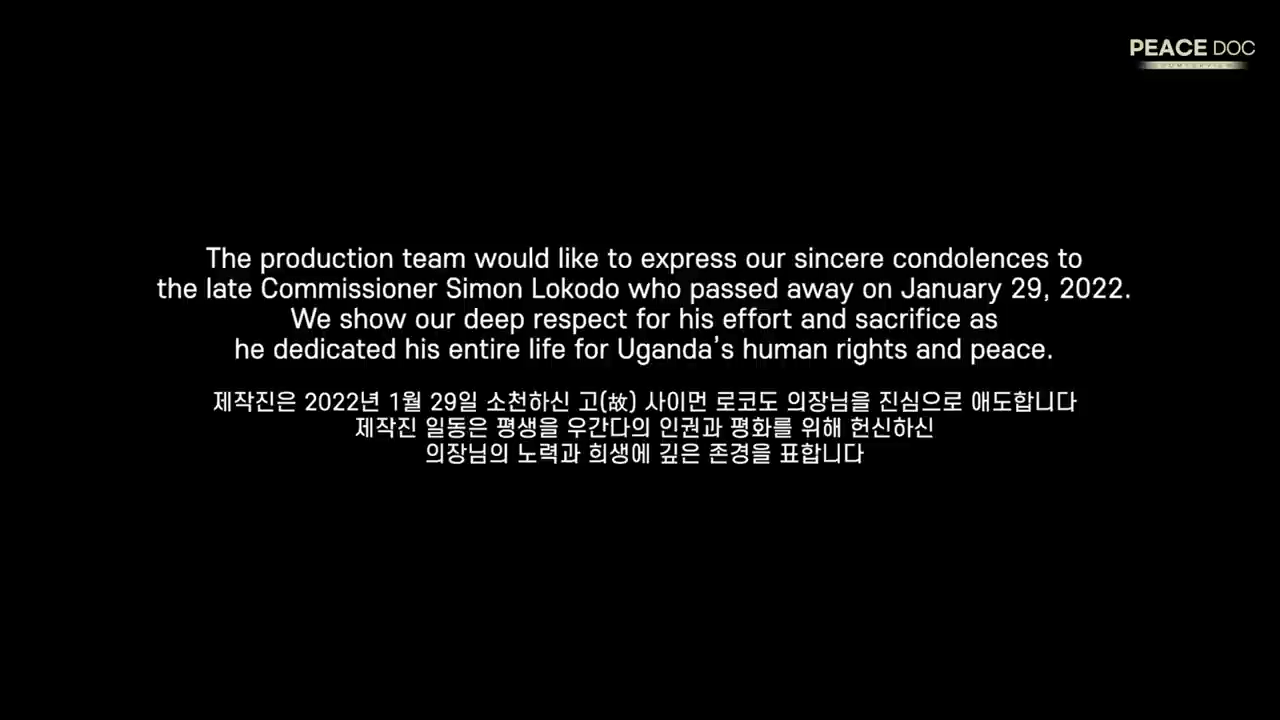 PEACE DOC
The production team would like to express our sincere condolences to
the late Commissioner Simon Lokodo who passed away on January 29, 2022.
We show our deep respect for his effort and sacrifice as
he dedicated his entire life for Uganda's human rights and peace.
제작진은 2022년 1월 29일 소천하신 고(故) 사이먼 로코도 의장님을 진심으로 애도합니다
제작진 일동은 평생을 우간다의 인권과 평화를 위해 헌신하신
의장님의 노력과 희생에 깊은 존경을 표합니다